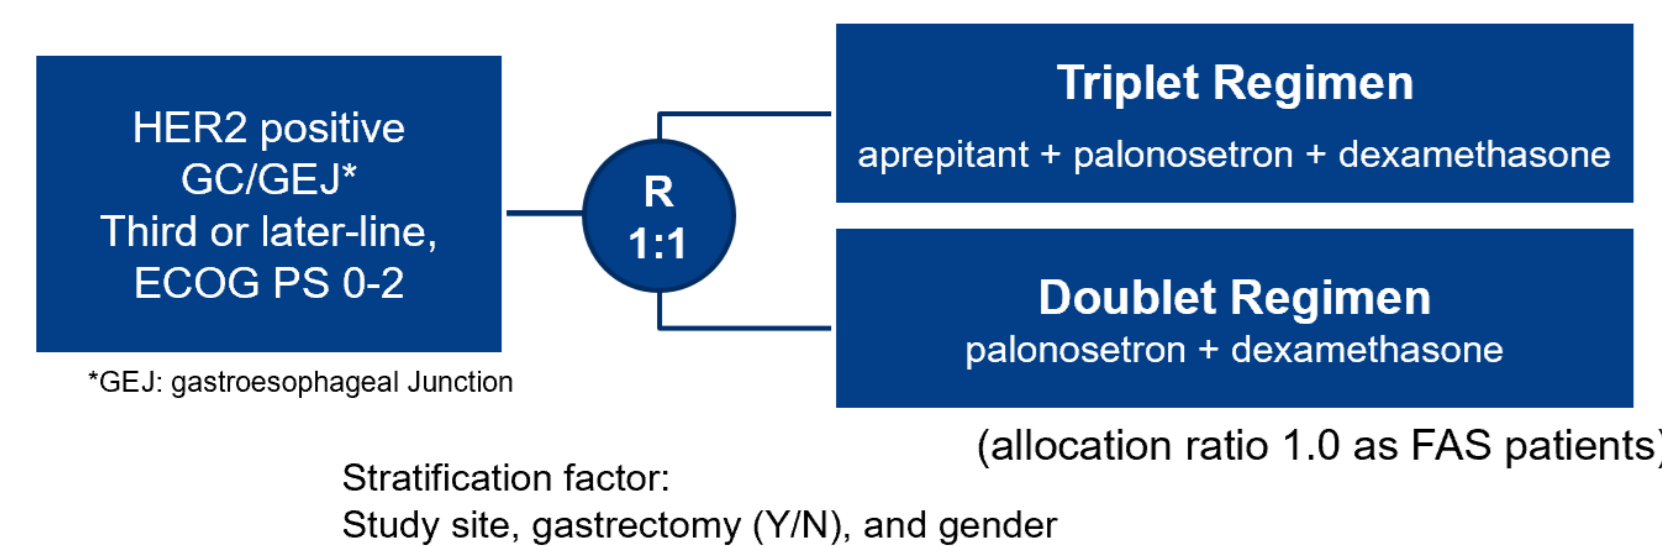 HER2 positive
GC/GEJ*
Third or later-line,
ECOG PS 0-2
*GEJ: gastroesophageal Junction
R
1:1
Triplet Regimen
aprepitant + palonosetron + dexamethasone
Doublet Regimen
palonosetron + dexamethasone
(allocation ratio 1.0 as FAS patients)
Stratification factor:
Study site, gastrectomy (Y/N), and gender